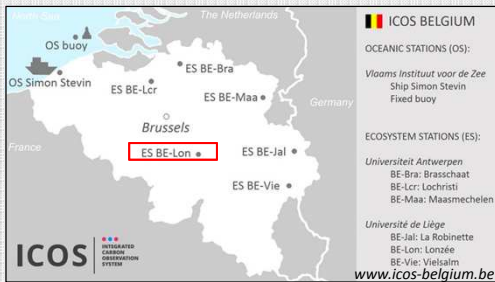 North Sea
The Netherlands
OS buoy
OS Simon Stevin
ES BE-Bra
ES BE-Lcr
ES BE-Maa
Germany
Brussels
France
ES BE-Lon
ES BE-Jal
ES BE-Vie
ICOS
INTEGRATED
CARBON
OBSERVATION
SYSTEM
ICOS BELGIUM
OCEANIC STATIONS (OS):
Vlaams Instituut voor de Zee
Ship Simon Stevin
Fixed buoy
ECOSYSTEM STATIONS (ES):
Universiteit Antwerpen
BE-Bra: Brasschaat
BE-Lcr: Lochristi
BE-Maa: Maasmechelen
Université de Liège
BE-Jal: La Robinette
BE-Lon: Lonzée
BE-Vie: Vielsalm
www.icos-belgium.be